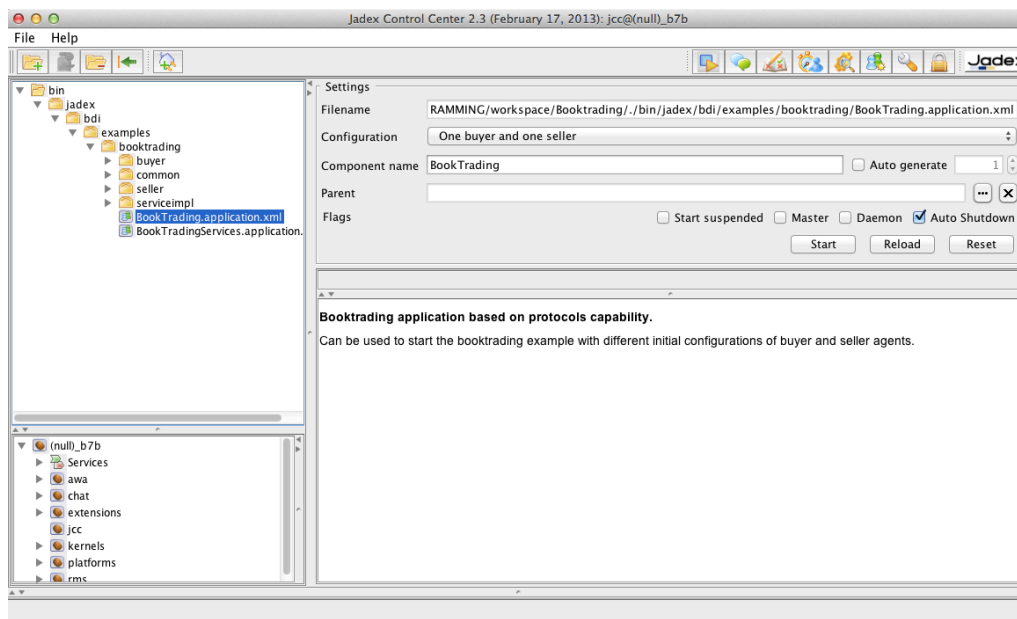 Jadex Control Center 2.3 (February 17, 2013): jcc@(null)_b7b
File Help
Jade
bin
jadex
bdi
examples
booktrading
buyer
common
seller
serviceimpl
BookTrading.application.xml
BookTradingServices.application.
Settings
Filename RAMMING/workspace/Booktrading/./bin/jadex/bdi/examples/booktrading/BookTrading.application.xml
Configuration One buyer and one seller
Component name BookTrading Auto generate 1
Parent ...
Flags Start suspended Master Daemon Auto Shutdown
Start Reload Reset
Booktrading application based on protocols capability.
Can be used to start the booktrading example with different initial configurations of buyer and seller agents.
(null)_b7b
Services
awa
chat
extensions
jcc
kernels
platforms
rms